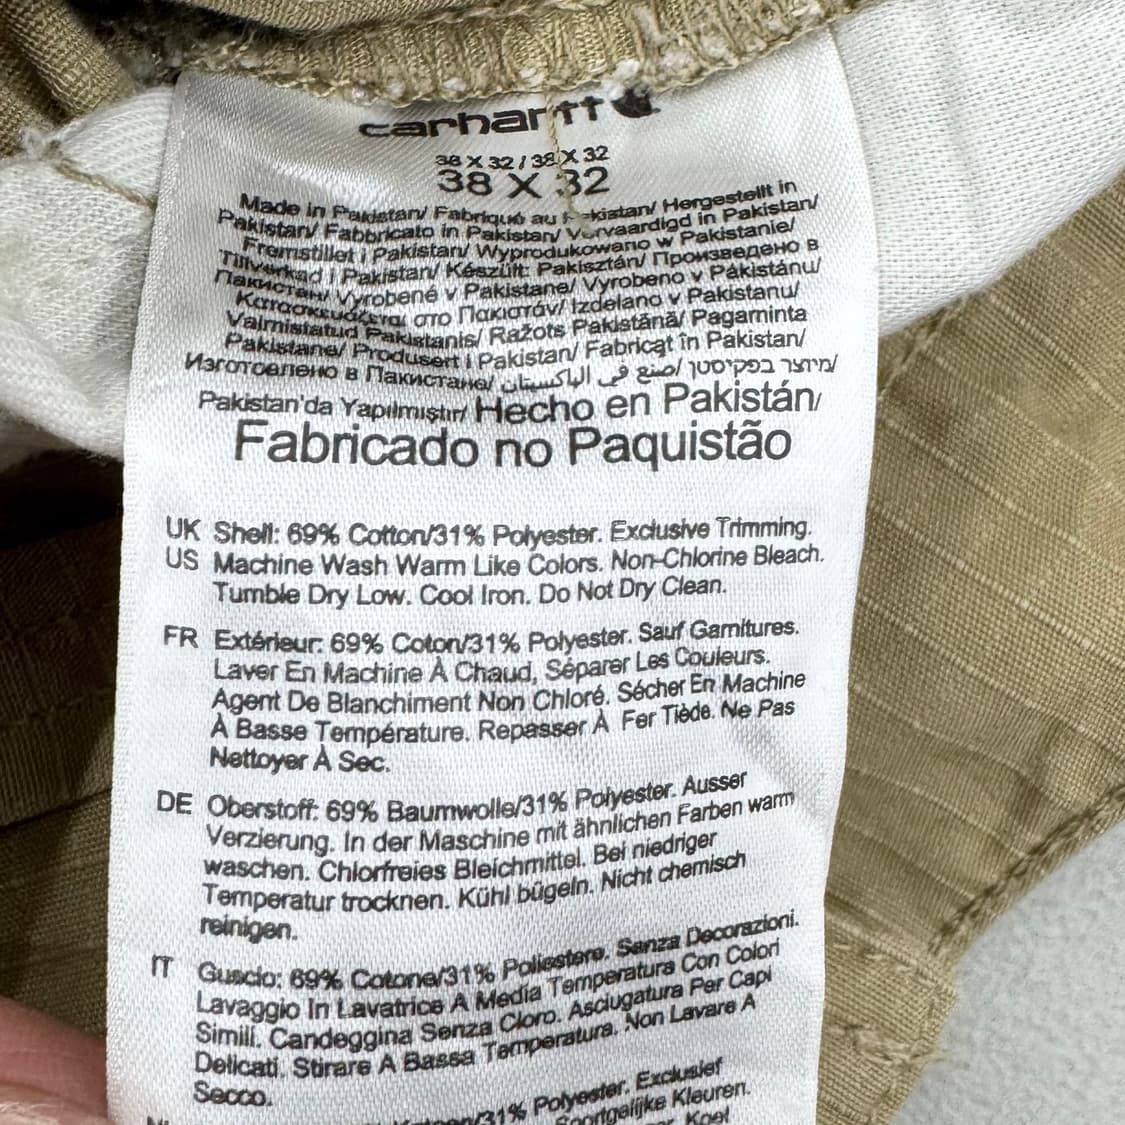 carhartt
38 X 32 / 38 X 32
38 X 32
Made in Pakistan/ Fabriqué au Pakistan/ Hergestellt in
Pakistan/ Fabbricato in Pakistan/ Vervaardigd in Pakistan/
Fremstillet i Pakistan/ Wyprodukowano w Pakistanie/
Tillverkad i Pakistan/ Készült: Pakisztán/ Произведено в
Пакистан/ Vyrobené v Pakistane/ Vyrobeno v Pákistánu/
Κατασκευάζεται στο Πακιστάν/ Izdelano v Pakistanu/
Valmistatud Pakistanis/ Ražots Pakistānā/ Pagaminta
Pakistane/ Produsert i Pakistan/ Fabricat în Pakistan/
Изготовлено в Пакистане/ صنع في الباكستان/ מיוצר בפקיסטן/
Pakistan'da Yapılmıştır/ Hecho en Pakistán/
Fabricado no Paquistão
UK Shell: 69% Cotton/31% Polyester. Exclusive Trimming.
US Machine Wash Warm Like Colors. Non-Chlorine Bleach.
Tumble Dry Low. Cool Iron. Do Not Dry Clean.
FR Extérieur: 69% Coton/31% Polyester. Sauf Garnitures.
Laver En Machine À Chaud, Séparer Les Couleurs.
Agent De Blanchiment Non Chloré. Sécher En Machine
À Basse Température. Repasser À Fer Tiède. Ne Pas
Nettoyer À Sec.
DE Oberstoff: 69% Baumwolle/31% Polyester. Ausser
Verzierung. In der Maschine mit ähnlichen Farben warm
waschen. Chlorfreies Bleichmittel. Bei niedriger
Temperatur trocknen. Kühl bügeln. Nicht chemisch
reinigen.
IT Guscio: 69% Cotone/31% Poliestere. Senza Decorazioni.
Lavaggio In Lavatrice A Media Temperatura Con Colori
Simili. Candeggina Senza Cloro. Asciugatura Per Capi
Delicati. Stirare A Bassa Temperatura. Non Lavare A
Secco.
31% Polyester. Exclusief
Soortgelijke Kleuren.
Koel